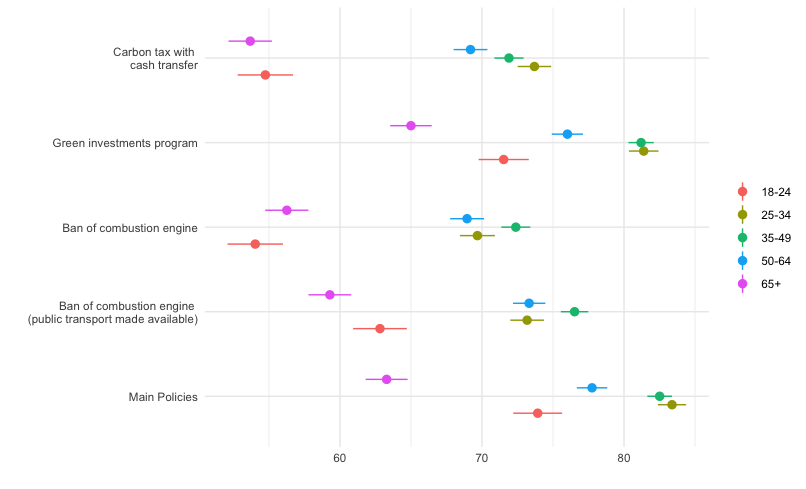 Carbon tax with
cash transfer
Green investments program
Ban of combustion engine
Ban of combustion engine
(public transport made available)
Main Policies
60
70
80
18-24
25-34
35-49
50-64
65+